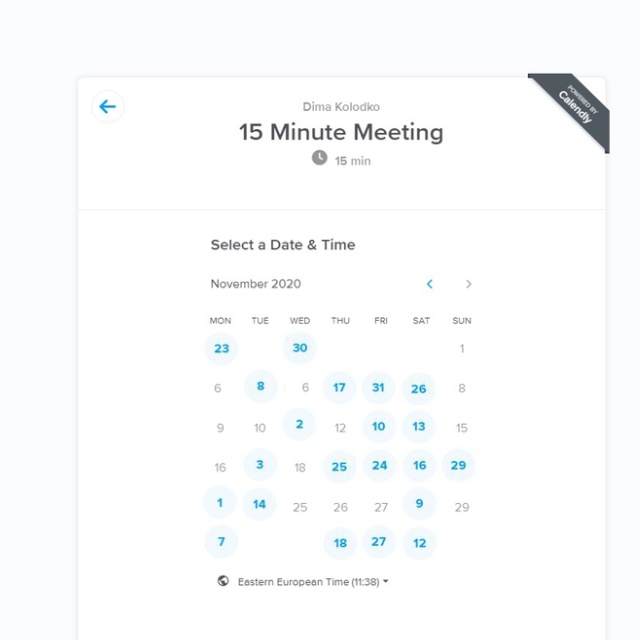 POWERED BY
Calendly
Dima Kolodko
15 Minute Meeting
15 min
Select a Date & Time
November 2020
MON TUE WED THU FRI SAT SUN
23 30 1
6 8 6 17 31 26 8
9 10 2 12 10 13 15
16 3 18 25 24 16 29
1 14 25 26 27 9 29
7 18 27 12
Eastern European Time (11:38)